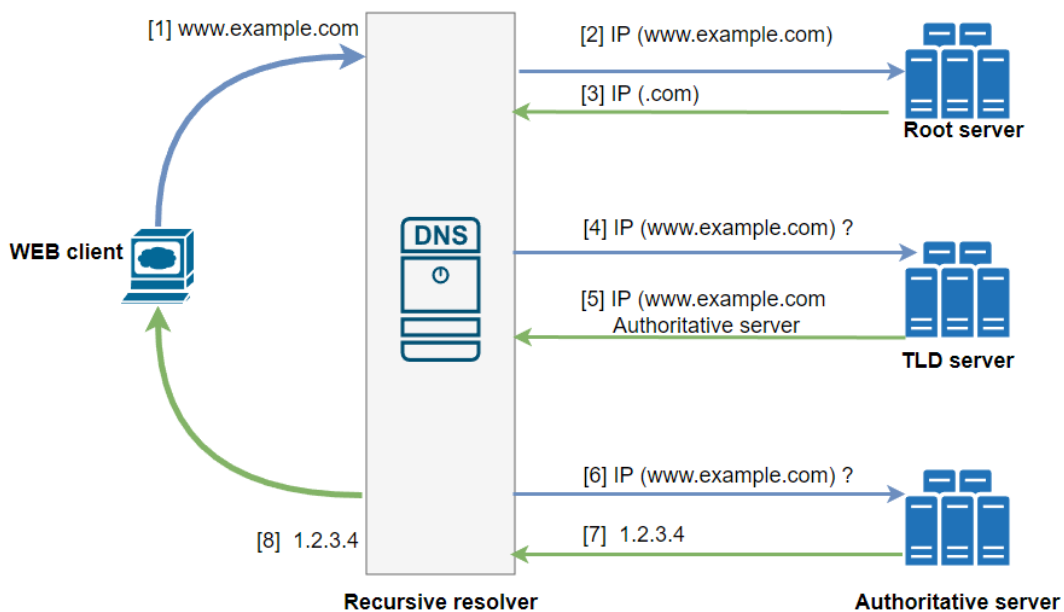 [1] www.example.com
[2] IP (www.example.com)
[3] IP (.com)
Root server
WEB client
DNS
[4] IP (www.example.com) ?
[5] IP (www.example.com
Authoritative server
TLD server
[6] IP (www.example.com) ?
[7] 1.2.3.4
[8] 1.2.3.4
Recursive resolver
Authoritative server